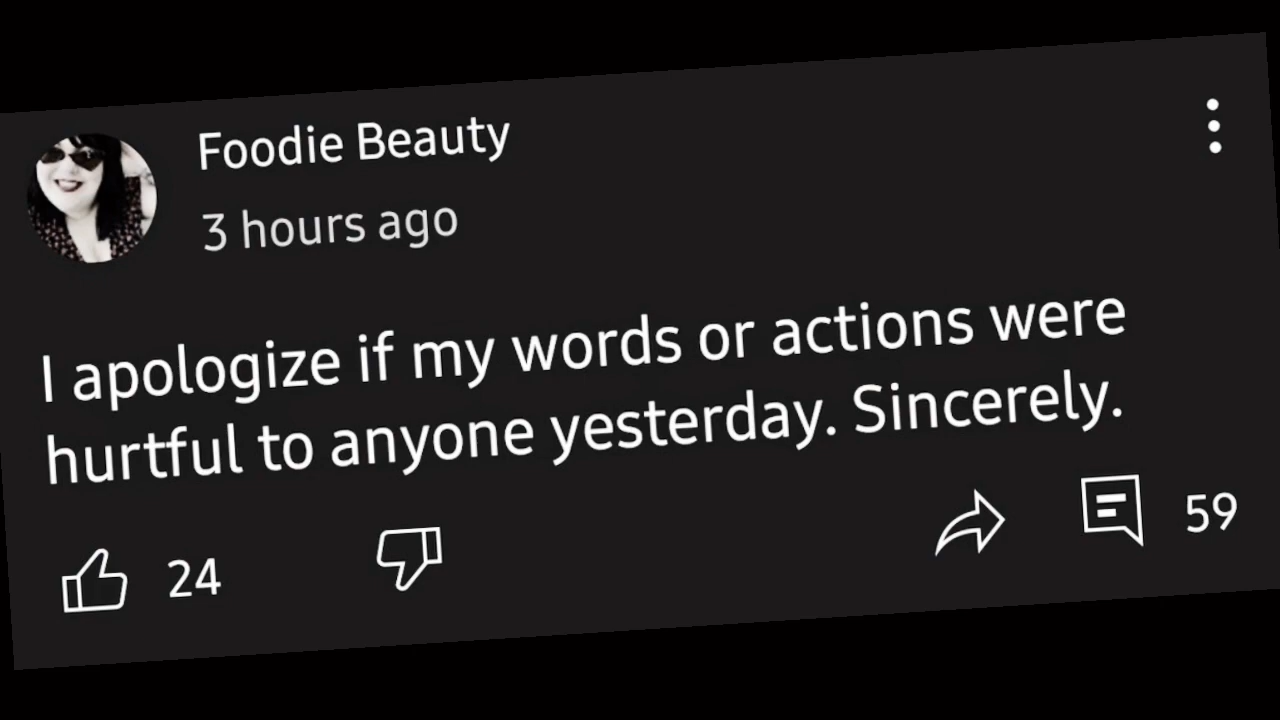 Foodie Beauty
3 hours ago
I apologize if my words or actions were
hurtful to anyone yesterday. Sincerely.
24
59